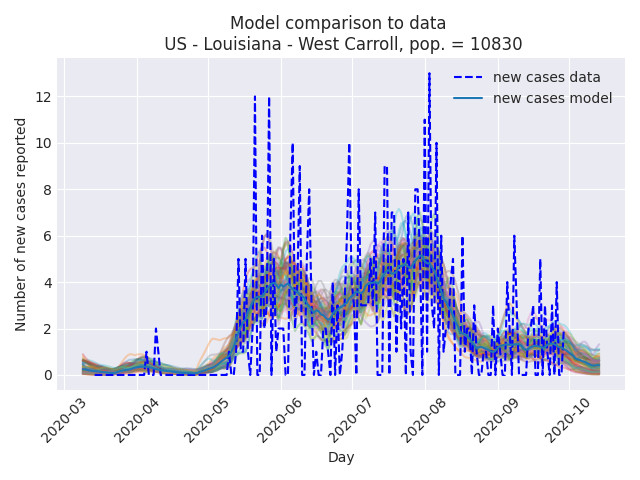 Model comparison to data
US - Louisiana - West Carroll, pop. = 10830
new cases data
new cases model
Number of new cases reported
12
10
8
6
4
2
0
2020-03
2020-04
2020-05
2020-06
2020-07
2020-08
2020-09
2020-10
Day